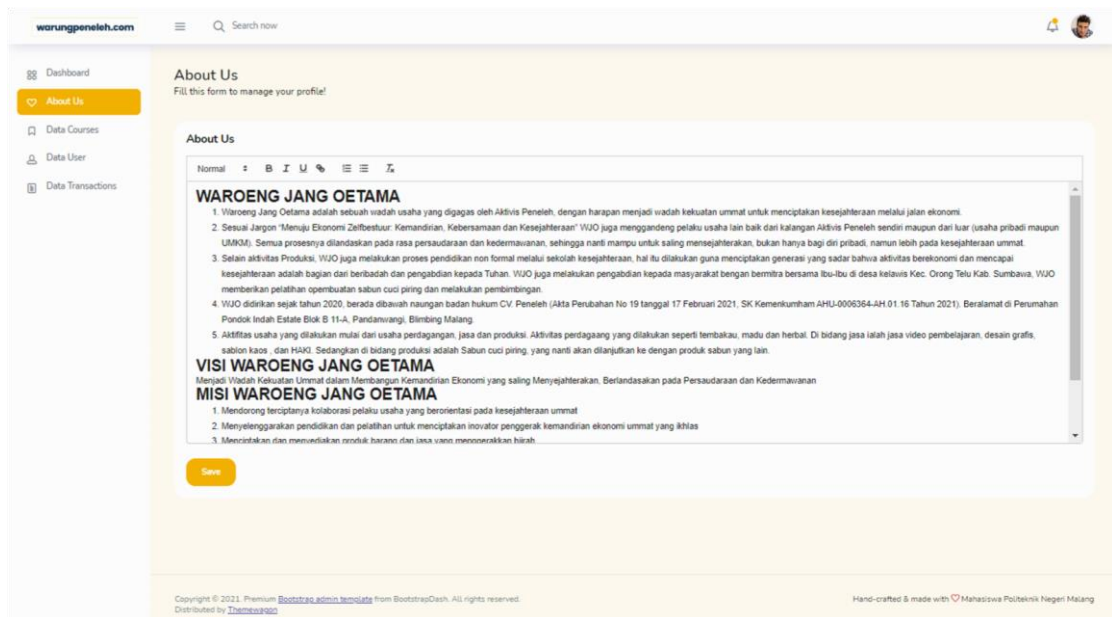 warungpeneleh.com
Search now
Dashboard
About Us
Data Courses
Data User
Data Transactions
About Us
Fill this form to manage your profile!
About Us
Normal B I U
WAROENG JANG OETAMA
1. Waroeng Jang Oetama adalah sebuah wadah usaha yang digagas oleh Aktivis Peneleh, dengan harapan menjadi wadah kekuatan ummat untuk menciptakan kesejahteraan melalui jalan ekonomi.
2. Sesuai Jargon "Menuju Ekonomi Zelfbestuur: Kemandirian, Kebersamaan dan Kesejahteraan" WJO juga menggandeng pelaku usaha lain baik dari kalangan Aktivis Peneleh sendiri maupun dari luar (usaha pribadi maupun
UMKM). Semua prosesnya dilandaskan pada rasa persaudaraan dan kedermawanan, sehingga nanti mampu untuk saling mensejahterakan, bukan hanya bagi diri pribadi, namun lebih pada kesejahteraan ummat.
3. Selain aktivitas Produksi, WJO juga melakukan proses pendidikan non formal melalui sekolah kesejahteraan, hal itu dilakukan guna menciptakan generasi yang sadar bahwa aktivitas berekonomi dan mencapai
kesejahteraan adalah bagian dari beribadah dan pengabdian kepada Tuhan. WJO juga melakukan pengabdian kepada masyarakat dengan bermitra bersama Ibu-Ibu di desa kelawis Kec. Orong Telu Kab. Sumbawa, WJO
memberikan pelatihan opembuatan sabun cuci piring dan melakukan pembimbingan.
4. WJO didirikan sejak tahun 2020, berada dibawah naungan badan hukum CV. Peneleh (Akta Perubahan No 19 tanggal 17 Februari 2021, SK Kemenkumham AHU-0006364-AH.01.16 Tahun 2021). Beralamat di Perumahan
Pondok Indah Estate Blok B 11-A, Pandanwangi, Blimbing Malang.
5. Aktifitas usaha yang dilakukan mulai dari usaha perdagangan, jasa dan produksi. Aktivitas perdagaang yang dilakukan seperti tembakau, madu dan herbal. Di bidang jasa ialah jasa video pembelajaran, desain grafis,
sablon kaos , dan HAKI. Sedangkan di bidang produksi adalah Sabun cuci piring, yang nanti akan dilanjutkan ke dengan produk sabun yang lain.
VISI WAROENG JANG OETAMA
Menjadi Wadah Kekuatan Ummat dalam Membangun Kemandirian Ekonomi yang saling Menyejahterakan, Berlandasakan pada Persaudaraan dan Kedermawanan
MISI WAROENG JANG OETAMA
1. Mendorong terciptanya kolaborasi pelaku usaha yang berorientasi pada kesejahteraan ummat
2. Menyelenggarakan pendidikan dan pelatihan untuk menciptakan inovator penggerak kemandirian ekonomi ummat yang ikhlas
3. Menciptakan dan menyediakan produk barang dan jasa yang menggerakkan hijrah
Save
Copyright © 2021. Premium Bootstrap admin template from BootstrapDash. All rights reserved.
Distributed by Themewagon
Hand-crafted & made with ♡ Mahasiswa Politeknik Negeri Malang